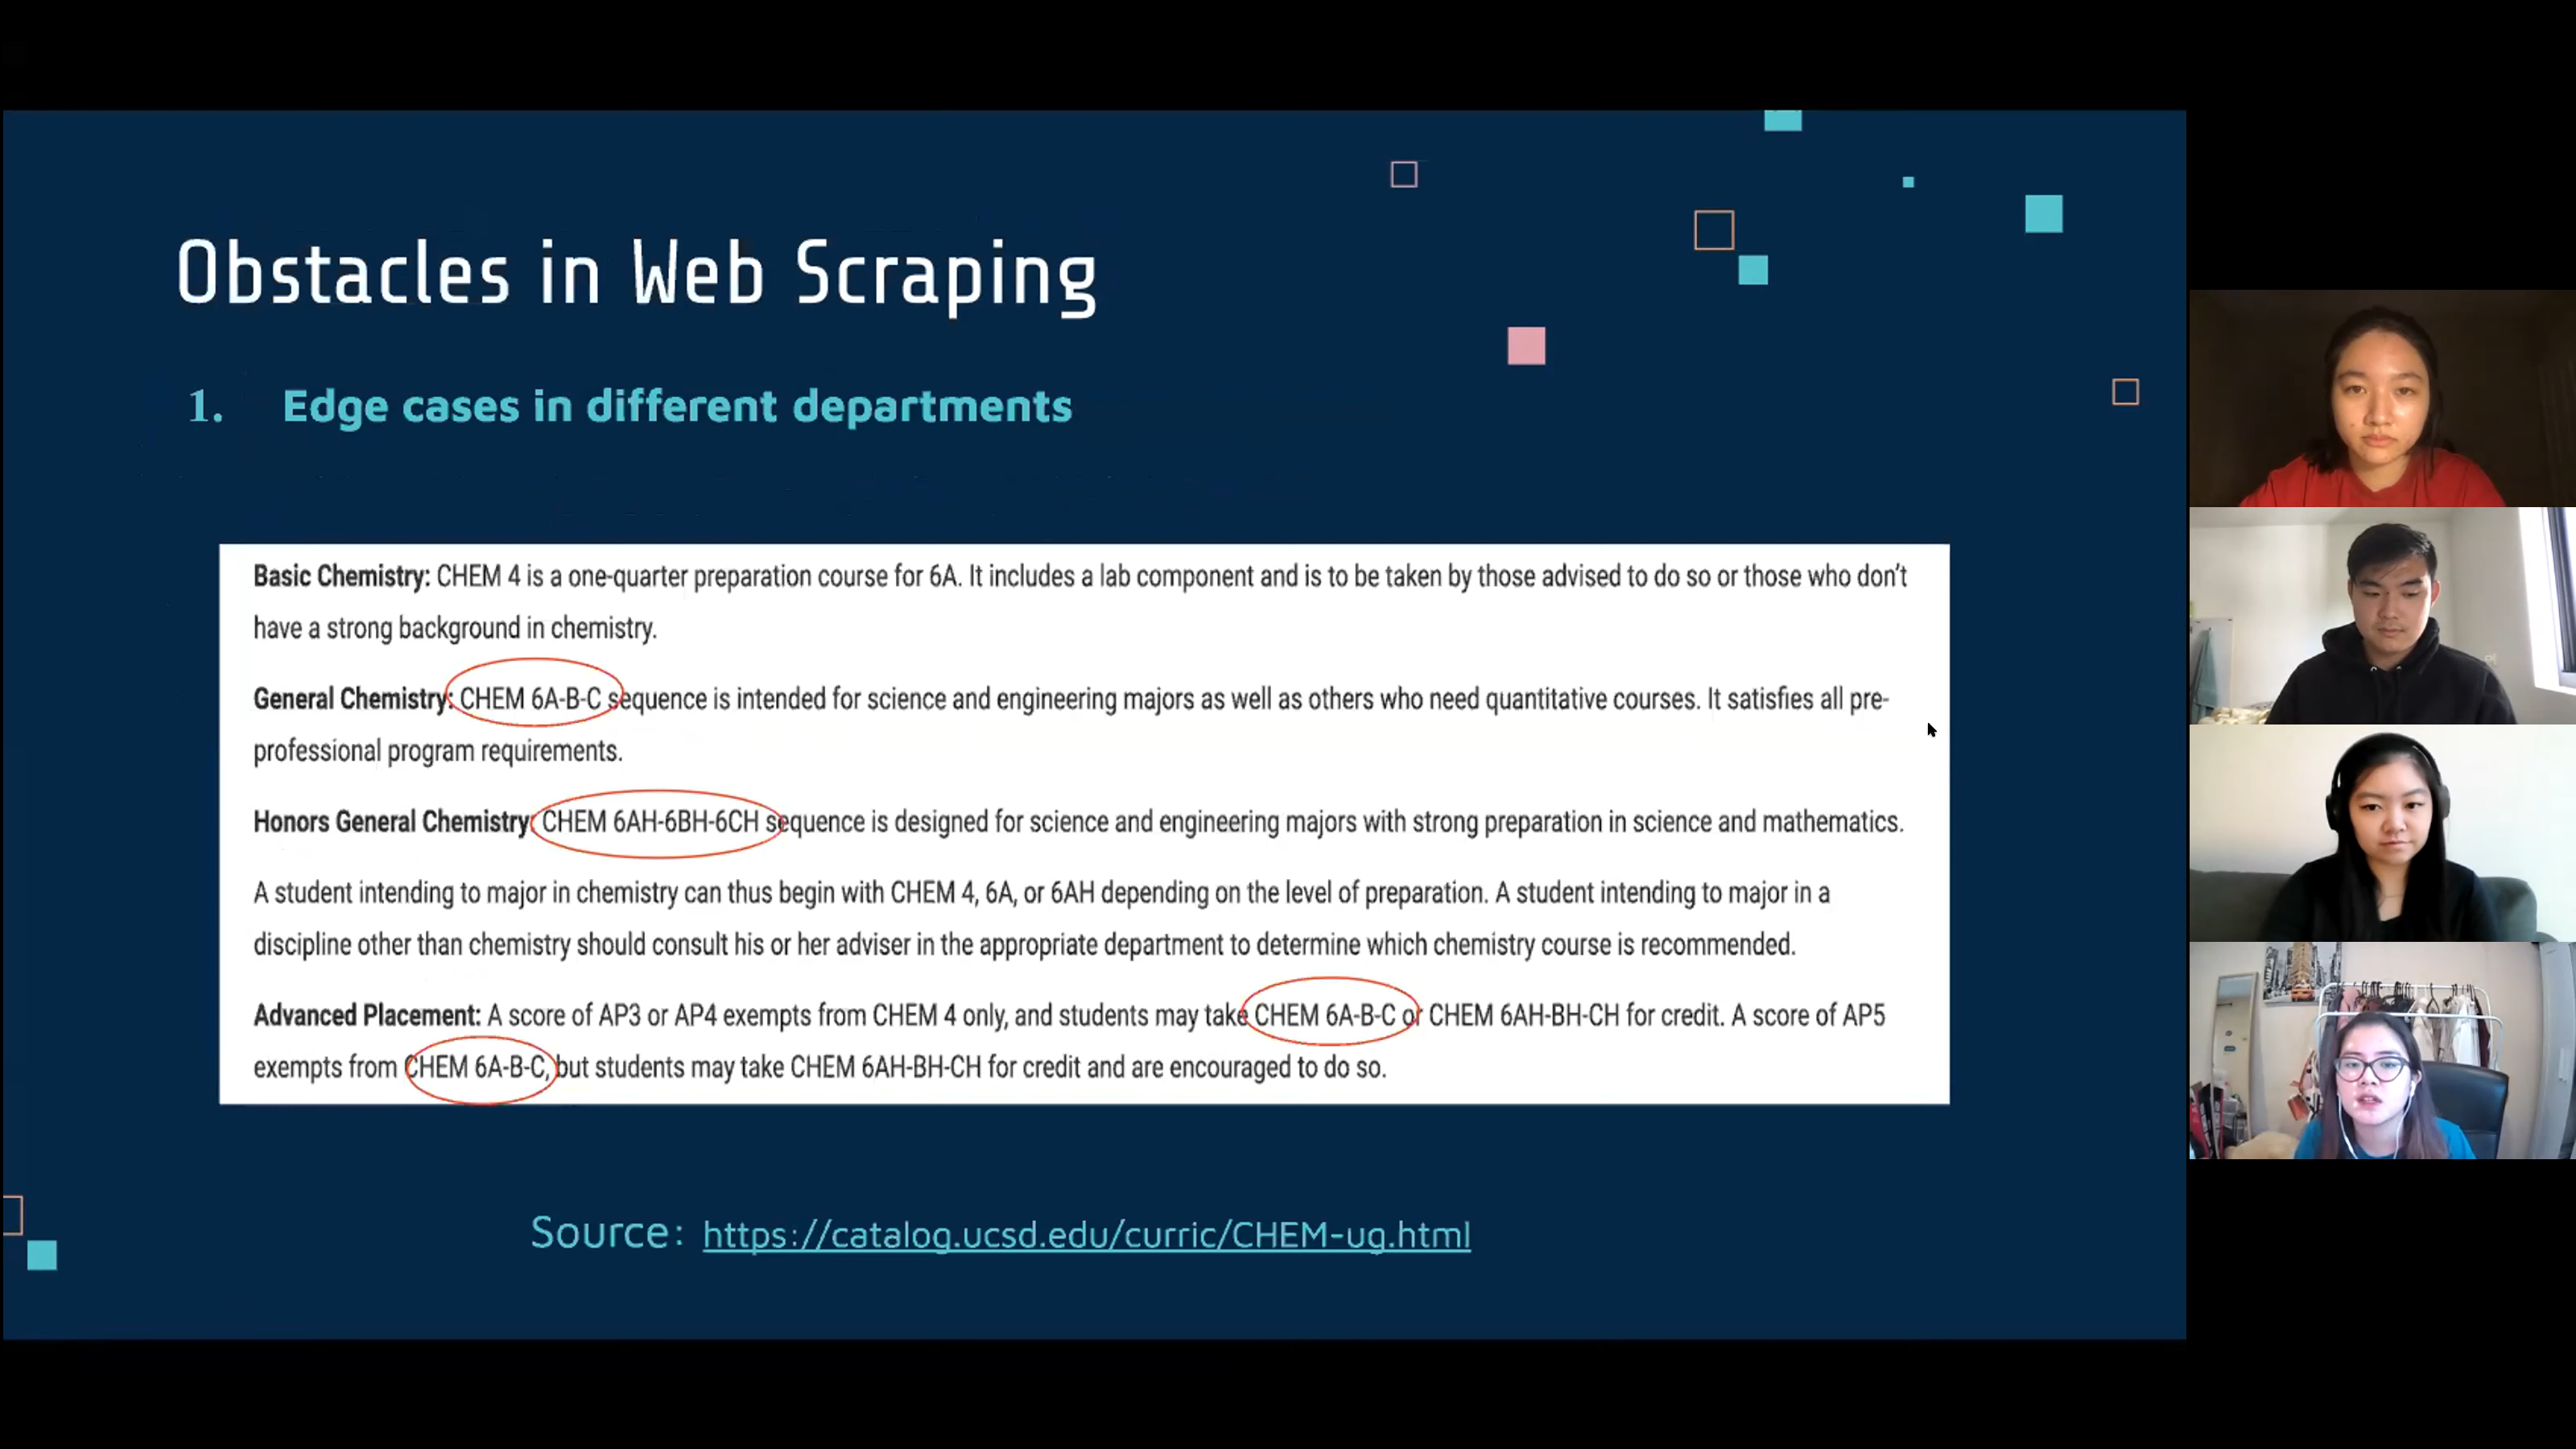 Obstacles in Web Scraping
1. Edge cases in different departments
Basic Chemistry: CHEM 4 is a one-quarter preparation course for 6A. It includes a lab component and is to be taken by those advised to do so or those who don't
have a strong background in chemistry.
General Chemistry: CHEM 6A-B-C sequence is intended for science and engineering majors as well as others who need quantitative courses. It satisfies all pre-
professional program requirements.
Honors General Chemistry: CHEM 6AH-6BH-6CH sequence is designed for science and engineering majors with strong preparation in science and mathematics.
A student intending to major in chemistry can thus begin with CHEM 4, 6A, or 6AH depending on the level of preparation. A student intending to major in a
discipline other than chemistry should consult his or her adviser in the appropriate department to determine which chemistry course is recommended.
Advanced Placement: A score of AP3 or AP4 exempts from CHEM 4 only, and students may take CHEM 6A-B-C or CHEM 6AH-BH-CH for credit. A score of AP5
exempts from CHEM 6A-B-C, but students may take CHEM 6AH-BH-CH for credit and are encouraged to do so.
Source: https://catalog.ucsd.edu/curric/CHEM-ug.html